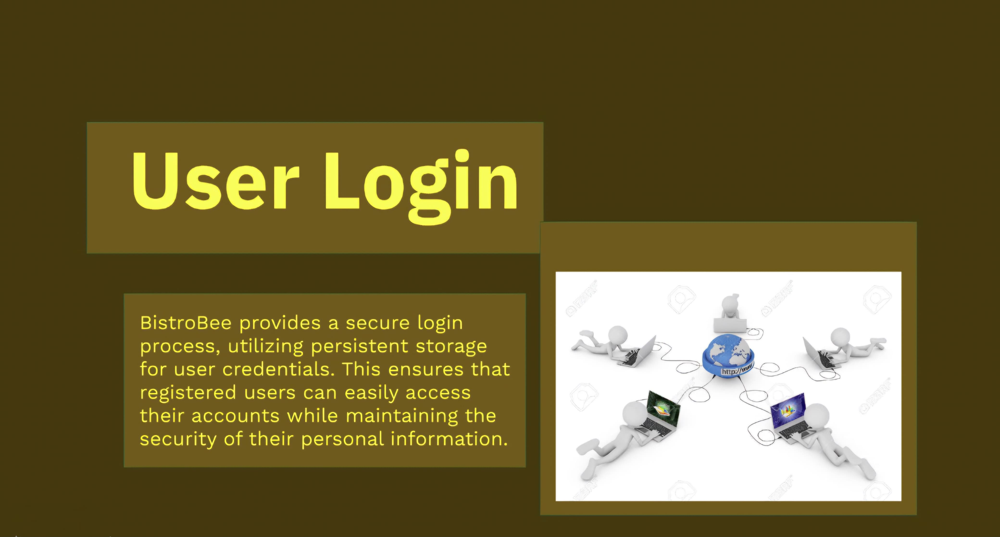 User Login
BistroBee provides a secure login
process, utilizing persistent storage
for user credentials. This ensures that
registered users can easily access
their accounts while maintaining the
security of their personal information.
http://